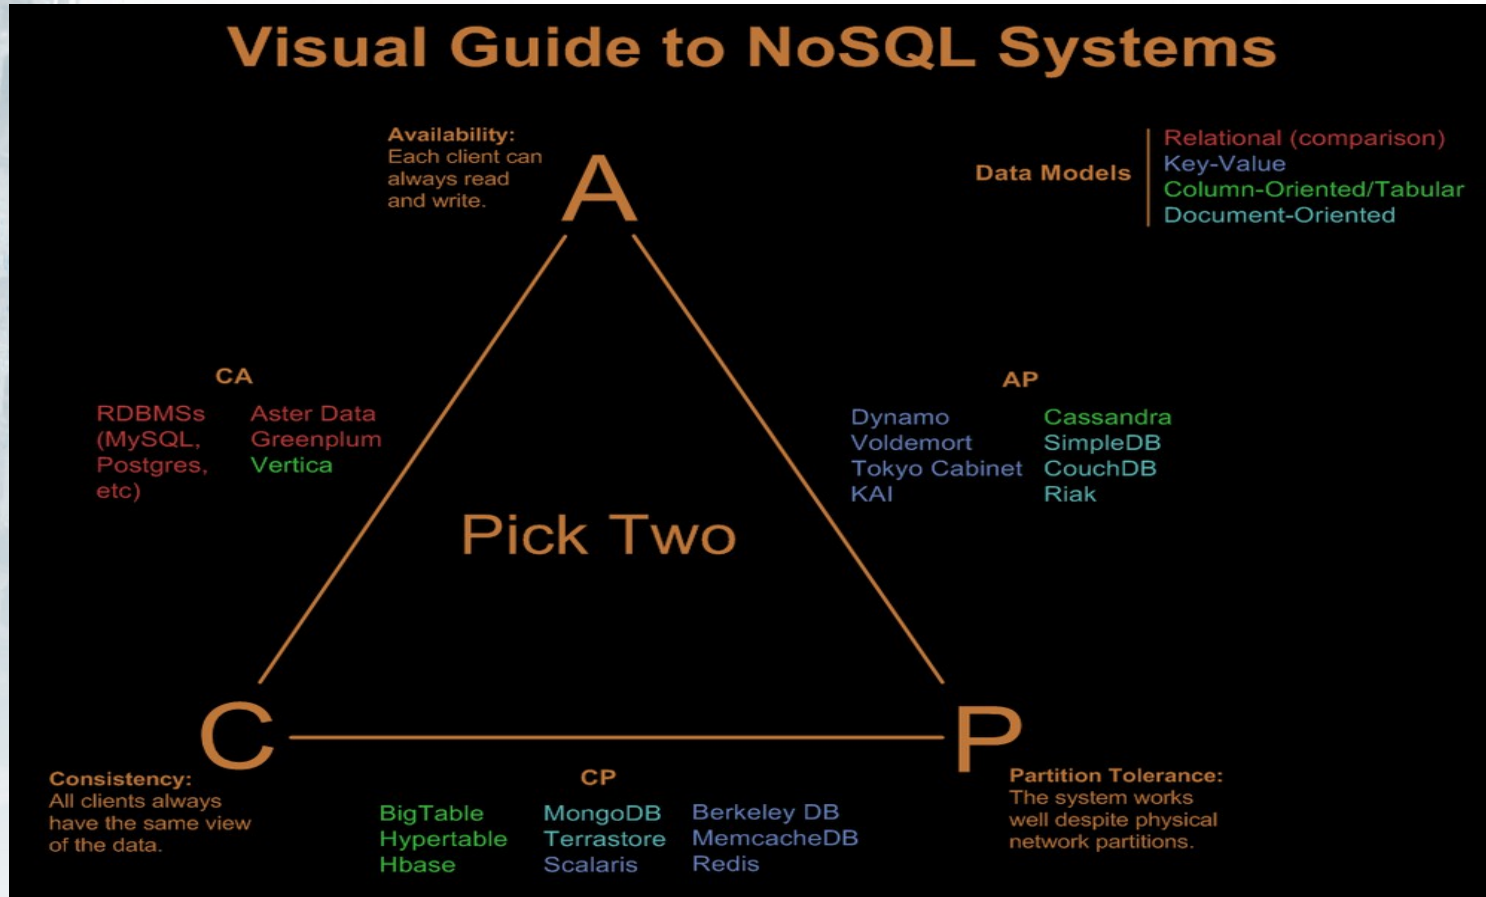 Visual Guide to NoSQL Systems
Availability:
Each client can
always read
and write.
A
Data Models
Relational (comparison)
Key-Value
Column-Oriented/Tabular
Document-Oriented
CA
RDBMSs
(MySQL,
Postgres,
etc)
Aster Data
Greenplum
Vertica
AP
Dynamo
Voldemort
Tokyo Cabinet
KAI
Cassandra
SimpleDB
CouchDB
Riak
Pick Two
C
Consistency:
All clients always
have the same view
of the data.
P
Partition Tolerance:
The system works
well despite physical
network partitions.
CP
BigTable
Hypertable
Hbase
MongoDB
Terrastore
Scalaris
Berkeley DB
MemcacheDB
Redis